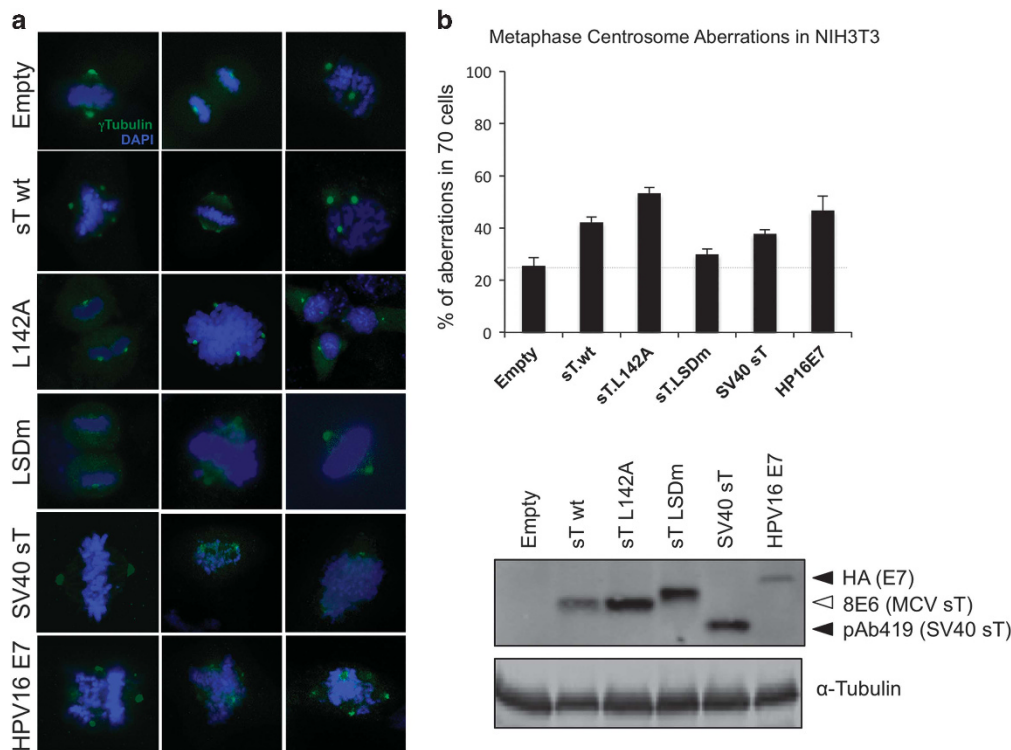 a
Empty
γTubulin
DAPI
sT wt
L142A
LSDm
SV40 sT
HPV16 E7
b
Metaphase Centrosome Aberrations in NIH3T3
% of aberrations in 70 cells
100
80
60
40
20
0
Empty
sT.wt
sT.L142A
sT.LSDm
SV40 sT
HP16E7
Empty
sT wt
sT L142A
sT LSDm
SV40 sT
HPV16 E7
HA (E7)
8E6 (MCV sT)
pAb419 (SV40 sT)
α-Tubulin